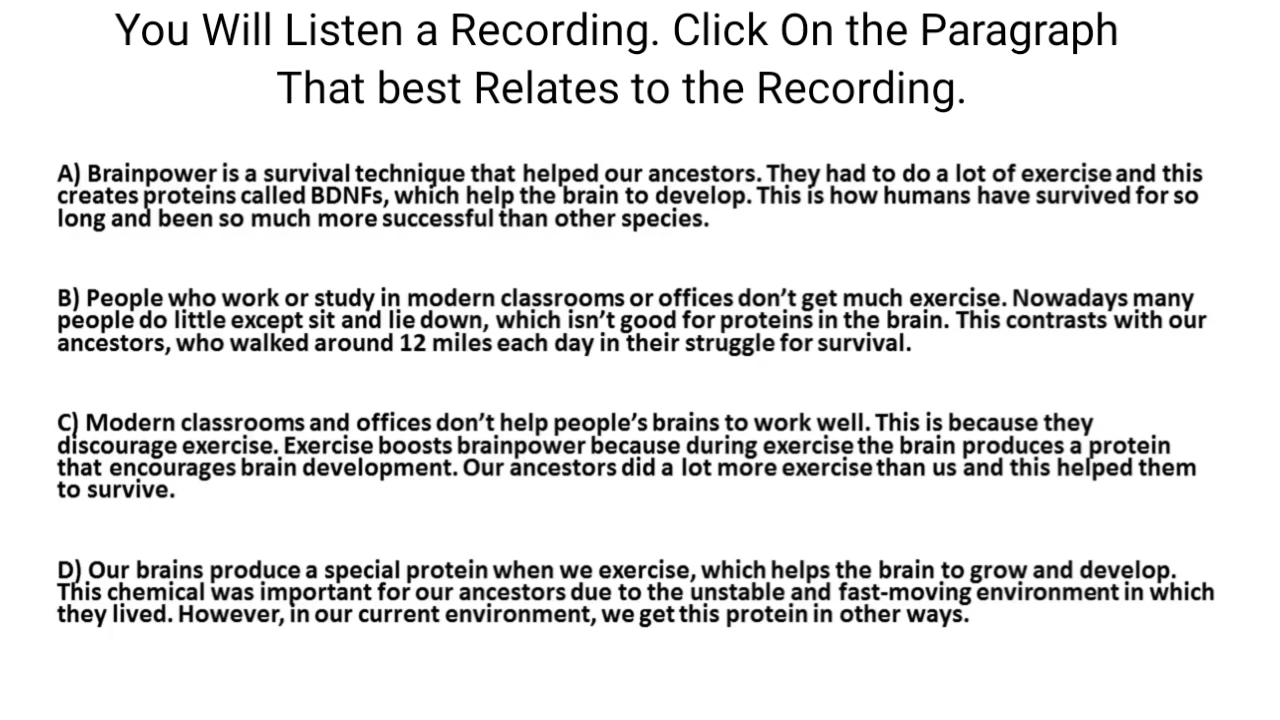 You Will Listen a Recording. Click On the Paragraph
That best Relates to the Recording.
A) Brainpower is a survival technique that helped our ancestors. They had to do a lot of exercise and this
creates proteins called BDNFs, which help the brain to develop. This is how humans have survived for so
long and been so much more successful than other species.
B) People who work or study in modern classrooms or offices don't get much exercise. Nowadays many
people do little except sit and lie down, which isn't good for proteins in the brain. This contrasts with our
ancestors, who walked around 12 miles each day in their struggle for survival.
C) Modern classrooms and offices don't help people's brains to work well. This is because they
discourage exercise. Exercise boosts brainpower because during exercise the brain produces a protein
that encourages brain development. Our ancestors did a lot more exercise than us and this helped them
to survive.
D) Our brains produce a special protein when we exercise, which helps the brain to grow and develop.
This chemical was important for our ancestors due to the unstable and fast-moving environment in which
they lived. However, in our current environment, we get this protein in other ways.